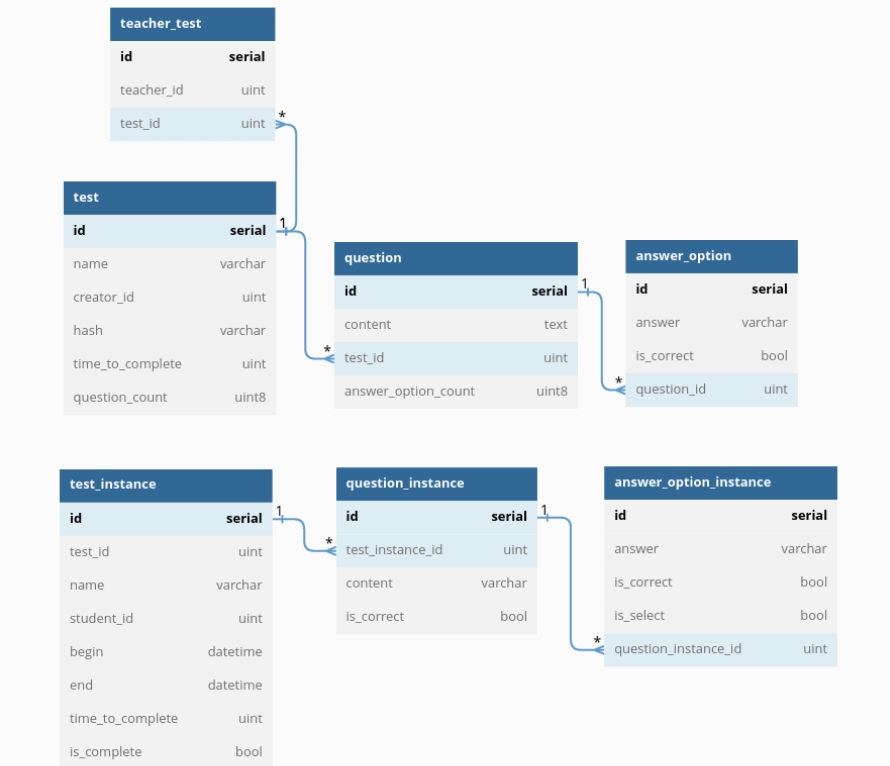 teacher_test
id serial
teacher_id uint
test_id uint
*
test
id serial
1
name varchar
creator_id uint
hash varchar
time_to_complete uint
question_count uint8
question
id serial
1
content text
*
test_id uint
answer_option_count uint8
answer_option
id serial
answer varchar
is_correct bool
*
question_id uint
test_instance
id serial
1
test_id uint
name varchar
student_id uint
begin datetime
end datetime
time_to_complete uint
is_complete bool
question_instance
id serial
1
*
test_instance_id uint
content varchar
is_correct bool
answer_option_instance
id serial
answer varchar
is_correct bool
is_select bool
*
question_instance_id uint